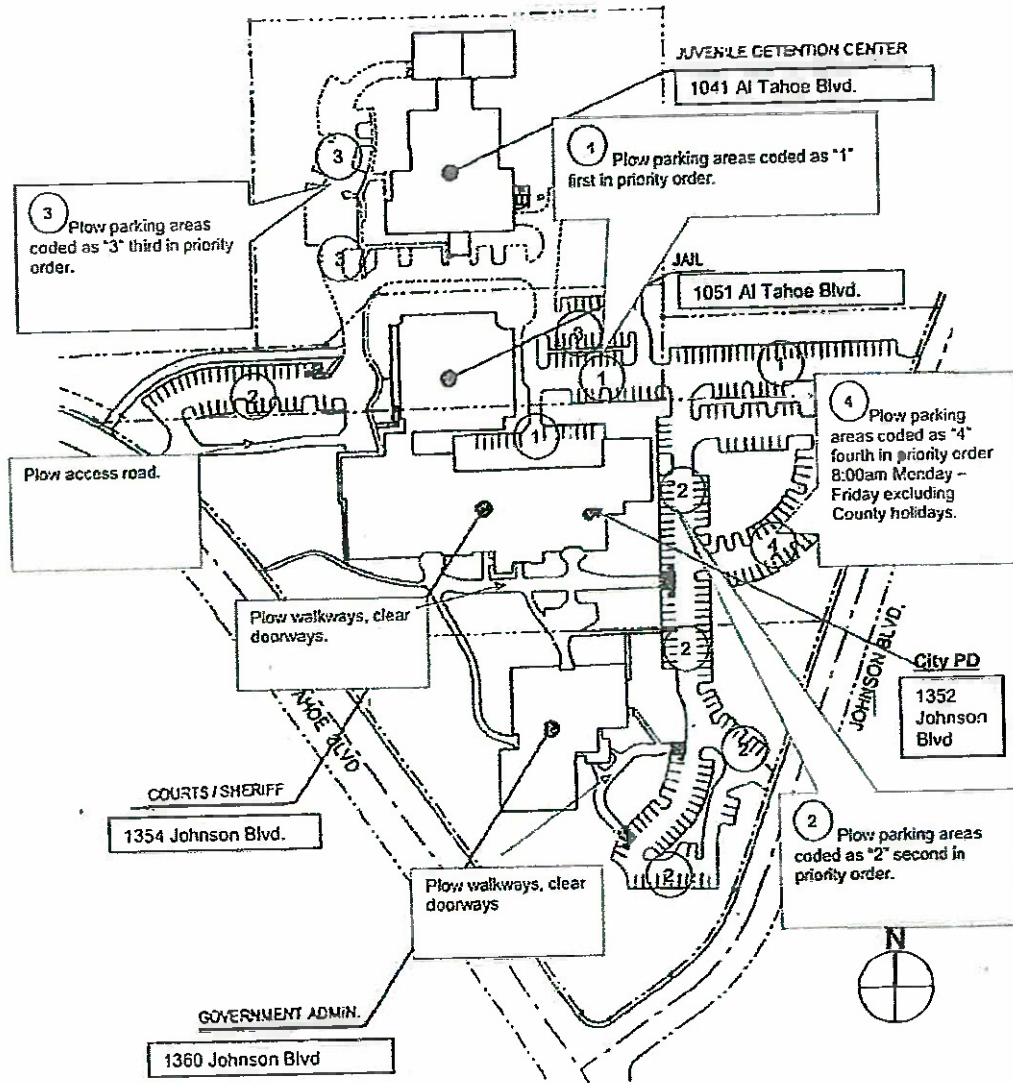 JUVENILE DETENTION CENTER
1041 Al Tahoe Blvd.
1 Plow parking areas coded as "1"
first in priority order.
3
3 Plow parking areas
coded as "3" third in priority
order.
3
JAIL
1051 Al Tahoe Blvd.
3
1
1
2
1
4 Plow parking
areas coded as "4"
fourth in priority order
8:00am Monday –
Friday excluding
County holidays.
Plow access road.
2
4
Plow walkways, clear
doorways.
2
City PD
1352
Johnson
Blvd
JOHNSON BLVD.
AHOE BLVD
2
COURTS / SHERIFF
1354 Johnson Blvd.
2 Plow parking areas
coded as "2" second in
priority order.
2
Plow walkways, clear
doorways
N
GOVERNMENT ADMIN.
1360 Johnson Blvd